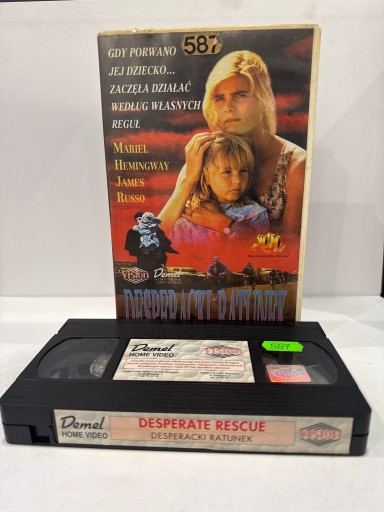 587
GDY PORWANO
JEJ DZIECKO...
ZACZĘŁA DZIAŁAĆ
WEDŁUG WŁASNYCH
REGUŁ
MARIEL
HEMINGWAY
JAMES
RUSSO
VISION
Demel
DESPERACKI RATUNEK
Demel
HOME VIDEO
VISION
587
Demel
HOME VIDEO
DESPERATE RESCUE
DESPERACKI RATUNEK
VISION